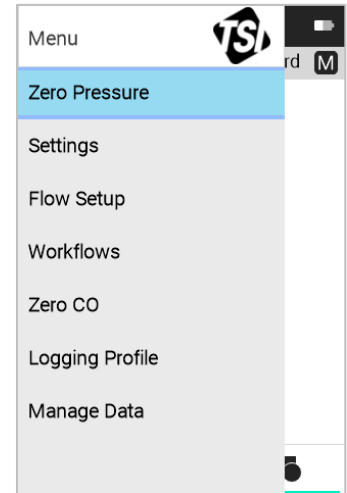 Menu
TSI
rd M
Zero Pressure
Settings
Flow Setup
Workflows
Zero CO
Logging Profile
Manage Data